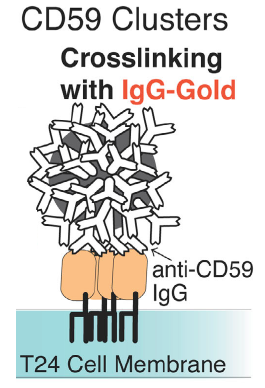 CD59 Clusters
Crosslinking
with IgG-Gold
anti-CD59
IgG
T24 Cell Membrane